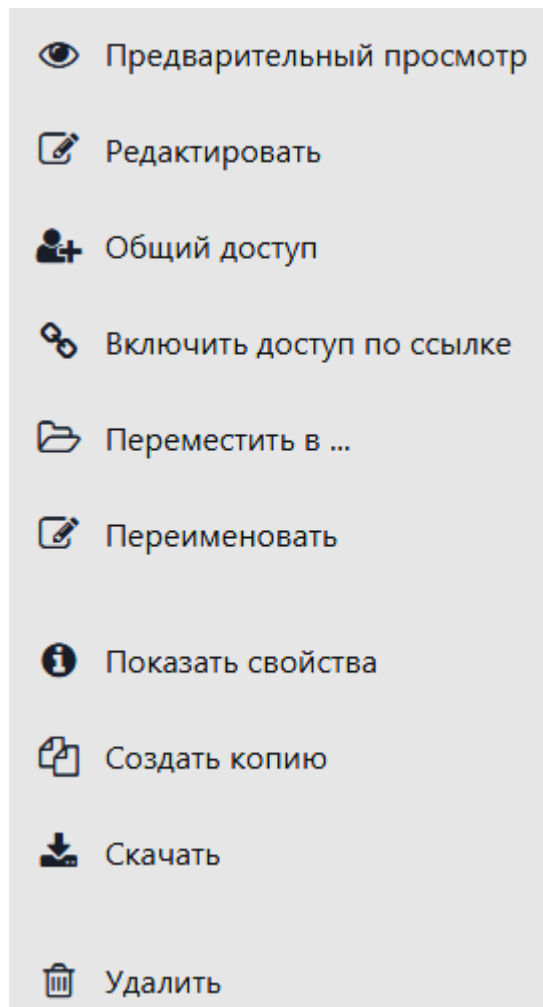 Предварительный просмотр
Редактировать
Общий доступ
Включить доступ по ссылке
Переместить в ...
Переименовать
Показать свойства
Создать копию
Скачать
Удалить